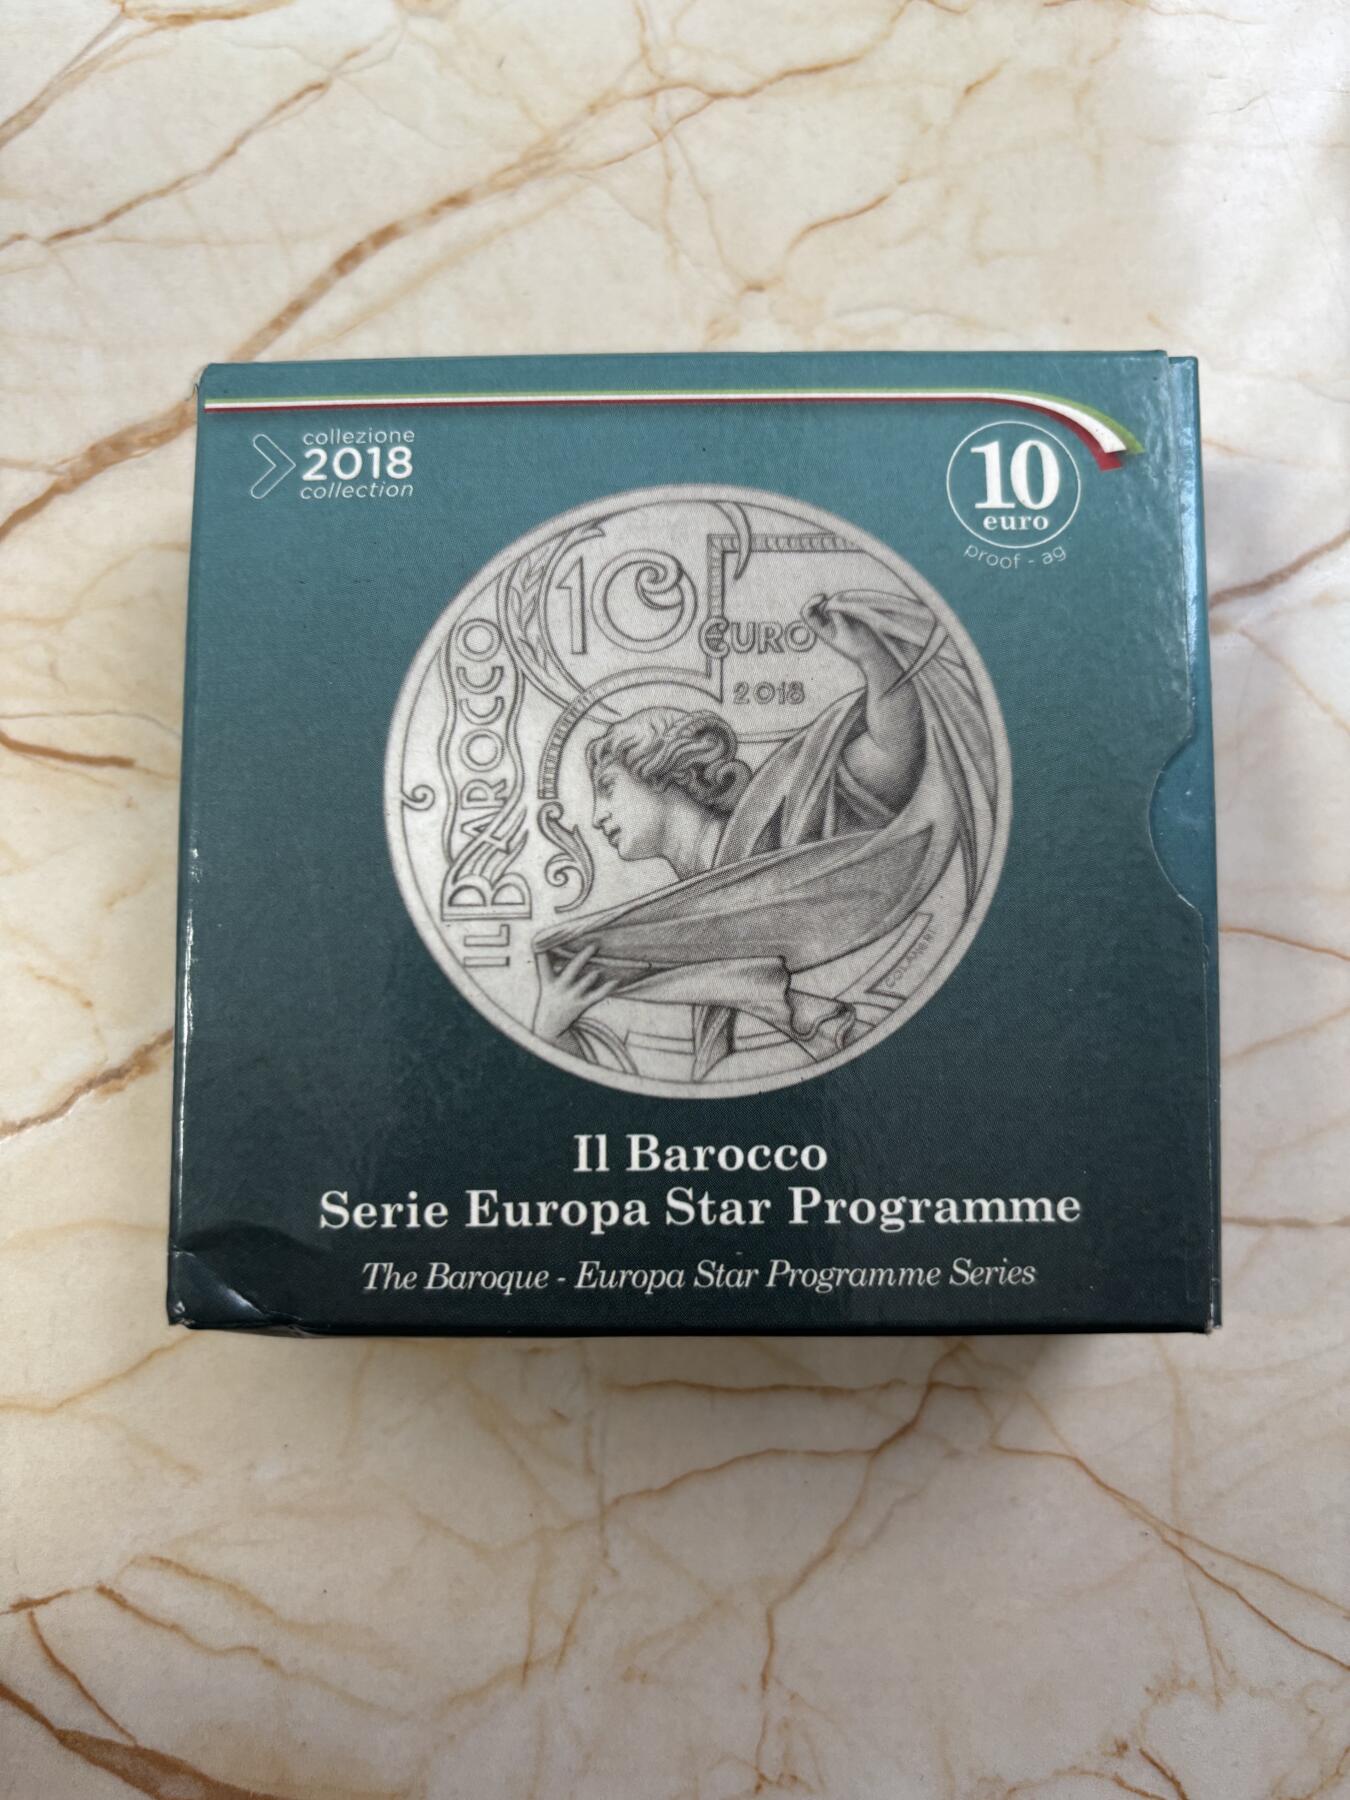 collezione
2018
collection
10
euro
proof - ag
10
EURO
2018
IL BAROCCO
Il Barocco
Serie Europa Star Programme
The Baroque - Europa Star Programme Series